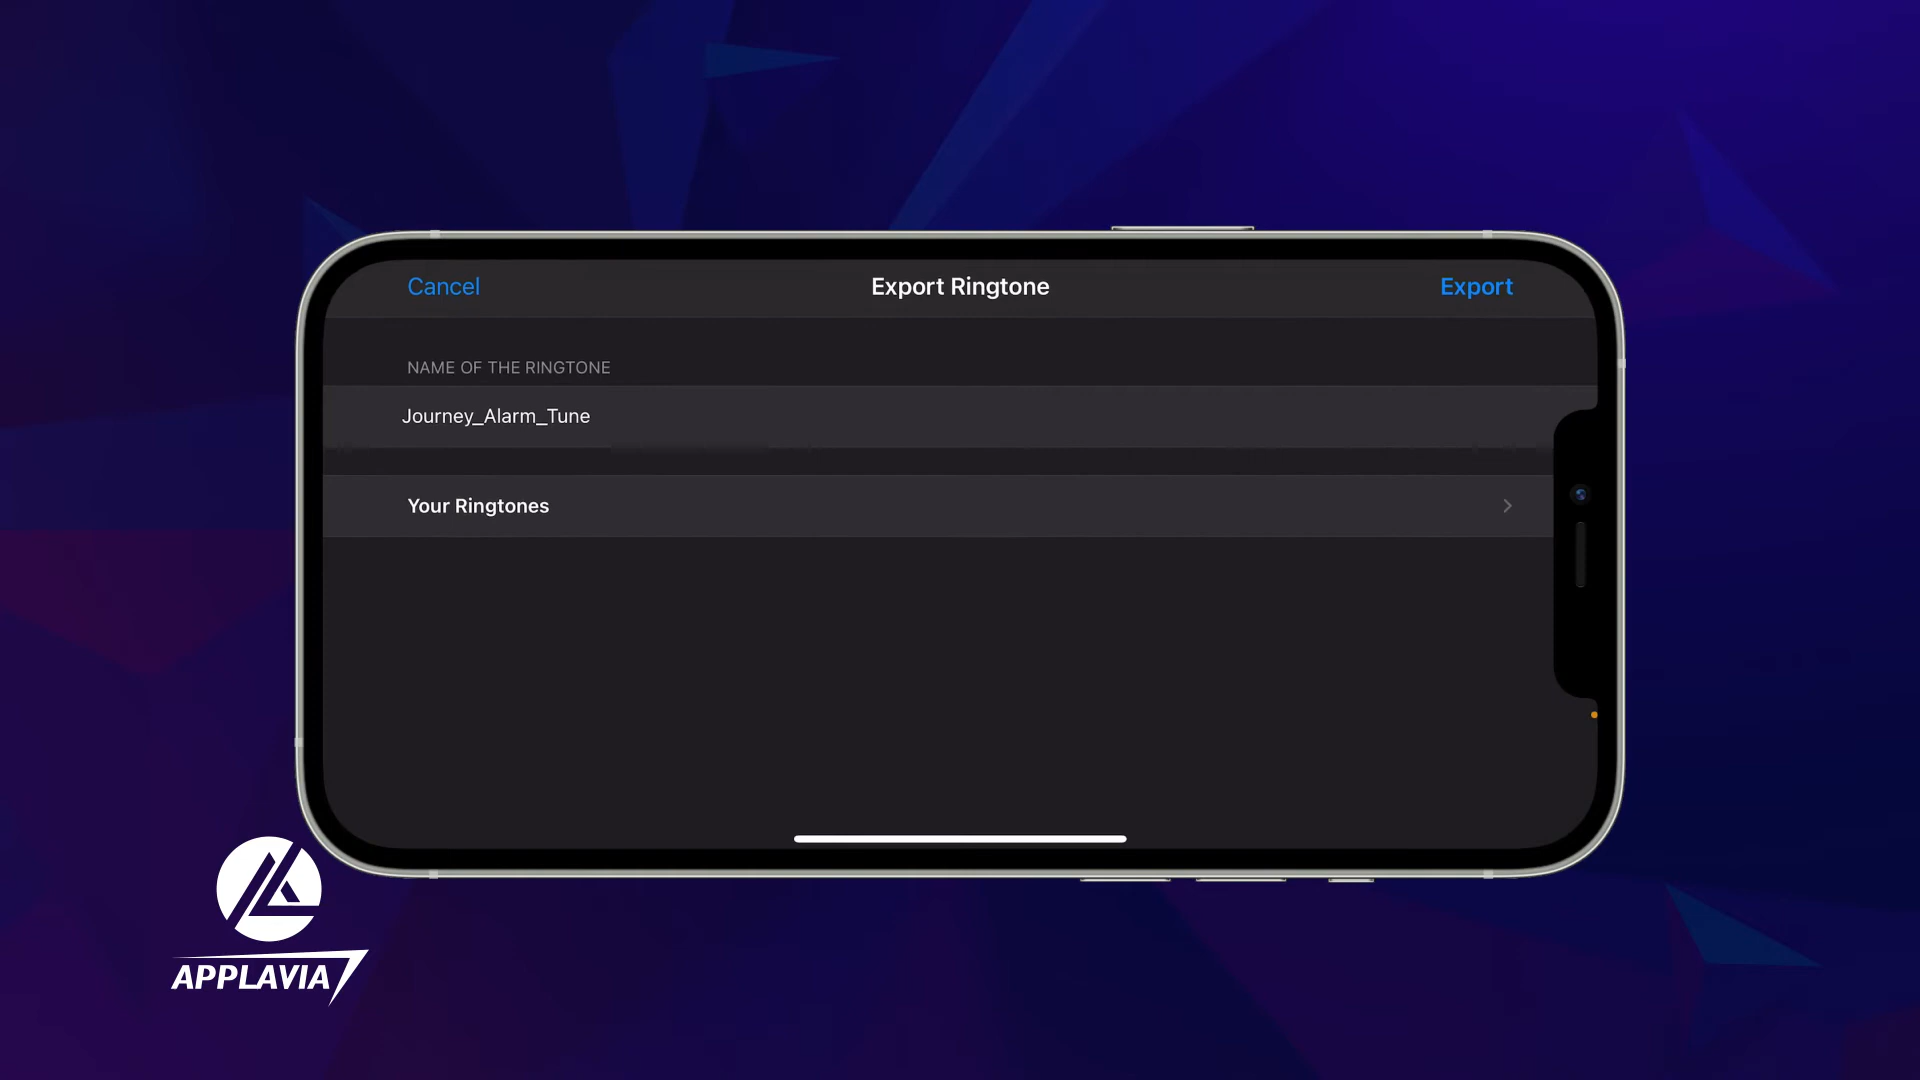 Cancel
Export Ringtone
Export
NAME OF THE RINGTONE
Journey_Alarm_Tune
Your Ringtones
APPLAVIA